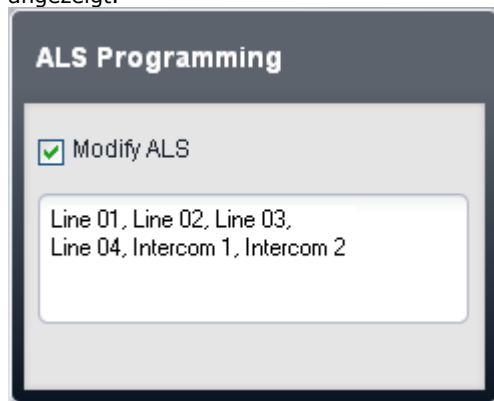 angezeigt.
ALS Programming
Modify ALS
Line 01, Line 02, Line 03,
Line 04, Intercom 1, Intercom 2